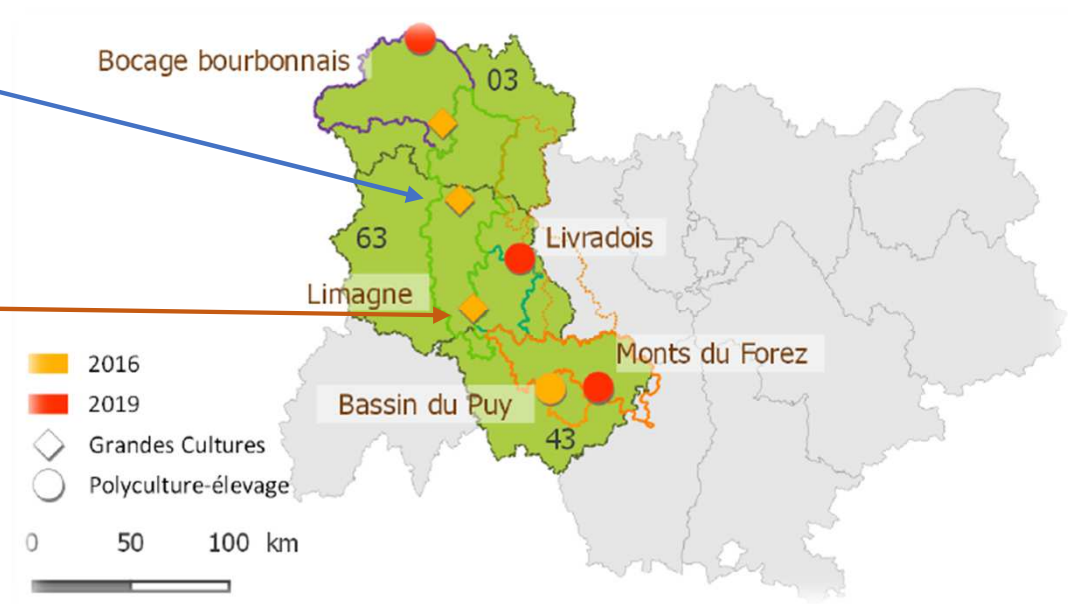 Bocage bourbonnais
03
63
Livradois
Limagne
Monts du Forez
Bassin du Puy
43
2016
2019
Grandes Cultures
Polyculture-élevage
0 50 100 km